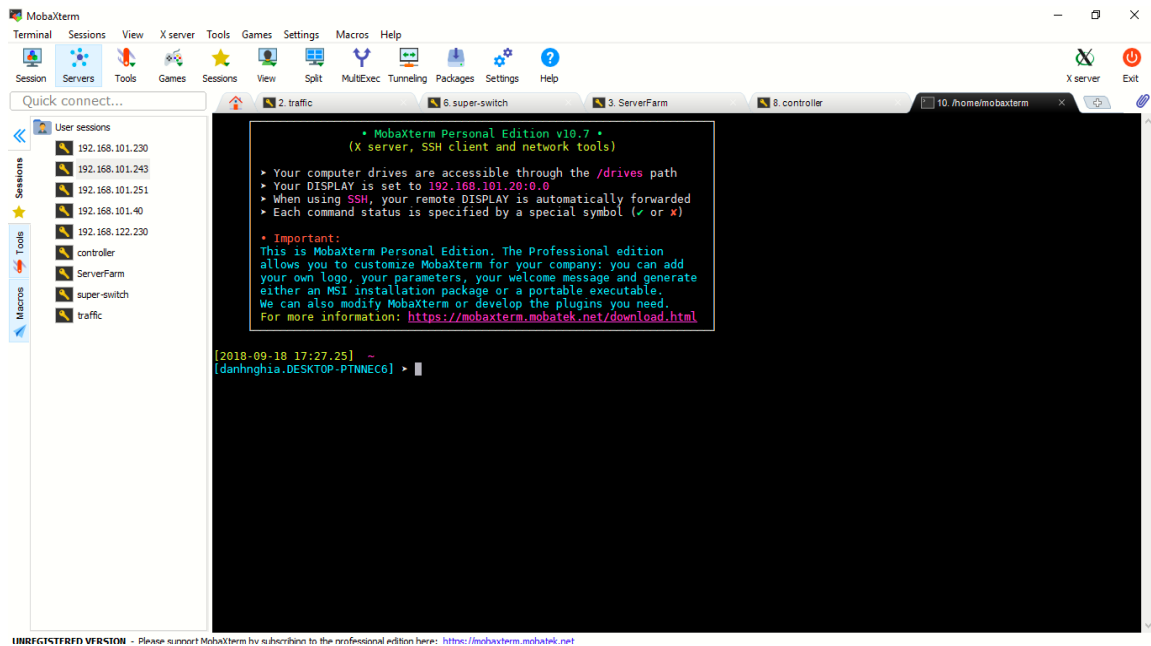 MobaXterm
Terminal Sessions View X server Tools Games Settings Macros Help
Session Servers Tools Games Sessions View Split MultiExec Tunneling Packages Settings Help X server Exit
Quick connect...
2. traffic 6. super-switch 3. ServerFarm 8. controller 10. /home/mobaxterm
Sessions
Tools
Macros
User sessions
192.168.101.230
192.168.101.243
192.168.101.251
192.168.101.40
192.168.122.230
controller
ServerFarm
super-switch
traffic
• MobaXterm Personal Edition v10.7 •
(X server, SSH client and network tools)
➤ Your computer drives are accessible through the /drives path
➤ Your DISPLAY is set to 192.168.101.20:0.0
➤ When using SSH, your remote DISPLAY is automatically forwarded
➤ Each command status is specified by a special symbol (✔ or ✘)
• Important:
This is MobaXterm Personal Edition. The Professional edition
allows you to customize MobaXterm for your company: you can add
your own logo, your parameters, your welcome message and generate
either an MSI installation package or a portable executable.
We can also modify MobaXterm or develop the plugins you need.
For more information: https://mobaxterm.mobatek.net/download.html
[2018-09-18 17:27.25] ~
[danhnghia.DESKTOP-PTNNEC6] ➤
UNREGISTERED VERSION - Please support MobaXterm by subscribing to the professional edition here: https://mobaxterm.mobatek.net